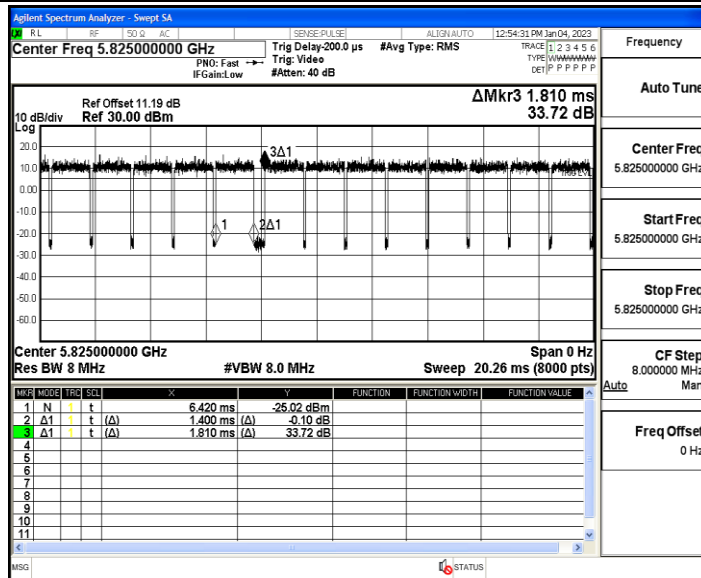 Agilent Spectrum Analyzer - Swept SA
RL RF 50 Ω AC SENSE:PULSE ALIGN AUTO 12:54:31 PM Jan 04, 2023
Center Freq 5.825000000 GHz
PNO: Fast
IFGain:Low
Trig Delay-200.0 µs
Trig: Video
#Atten: 40 dB
#Avg Type: RMS
TRACE 1 2 3 4 5 6
TYPE WWWWWW
DET P P P P P P
Ref Offset 11.19 dB
10 dB/div Ref 30.00 dBm
Log
ΔMkr3 1.810 ms
33.72 dB
20.0
10.0
0.00
-10.0
-20.0
-30.0
-40.0
-50.0
-60.0
3Δ1
1
2Δ1
Center 5.825000000 GHz Span 0 Hz
Res BW 8 MHz #VBW 8.0 MHz Sweep 20.26 ms (8000 pts)
MKR MODE TRC SCL X Y FUNCTION FUNCTION WIDTH FUNCTION VALUE
1 N 1 t 6.420 ms -25.02 dBm
2 Δ1 1 t (Δ) 1.400 ms (Δ) -0.10 dB
3 Δ1 1 t (Δ) 1.810 ms (Δ) 33.72 dB
4
5
6
7
8
9
10
11
MSG STATUS
Frequency
Auto Tune
Center Freq
5.825000000 GHz
Start Freq
5.825000000 GHz
Stop Freq
5.825000000 GHz
CF Step
8.000000 MHz
Auto Man
Freq Offset
0 Hz